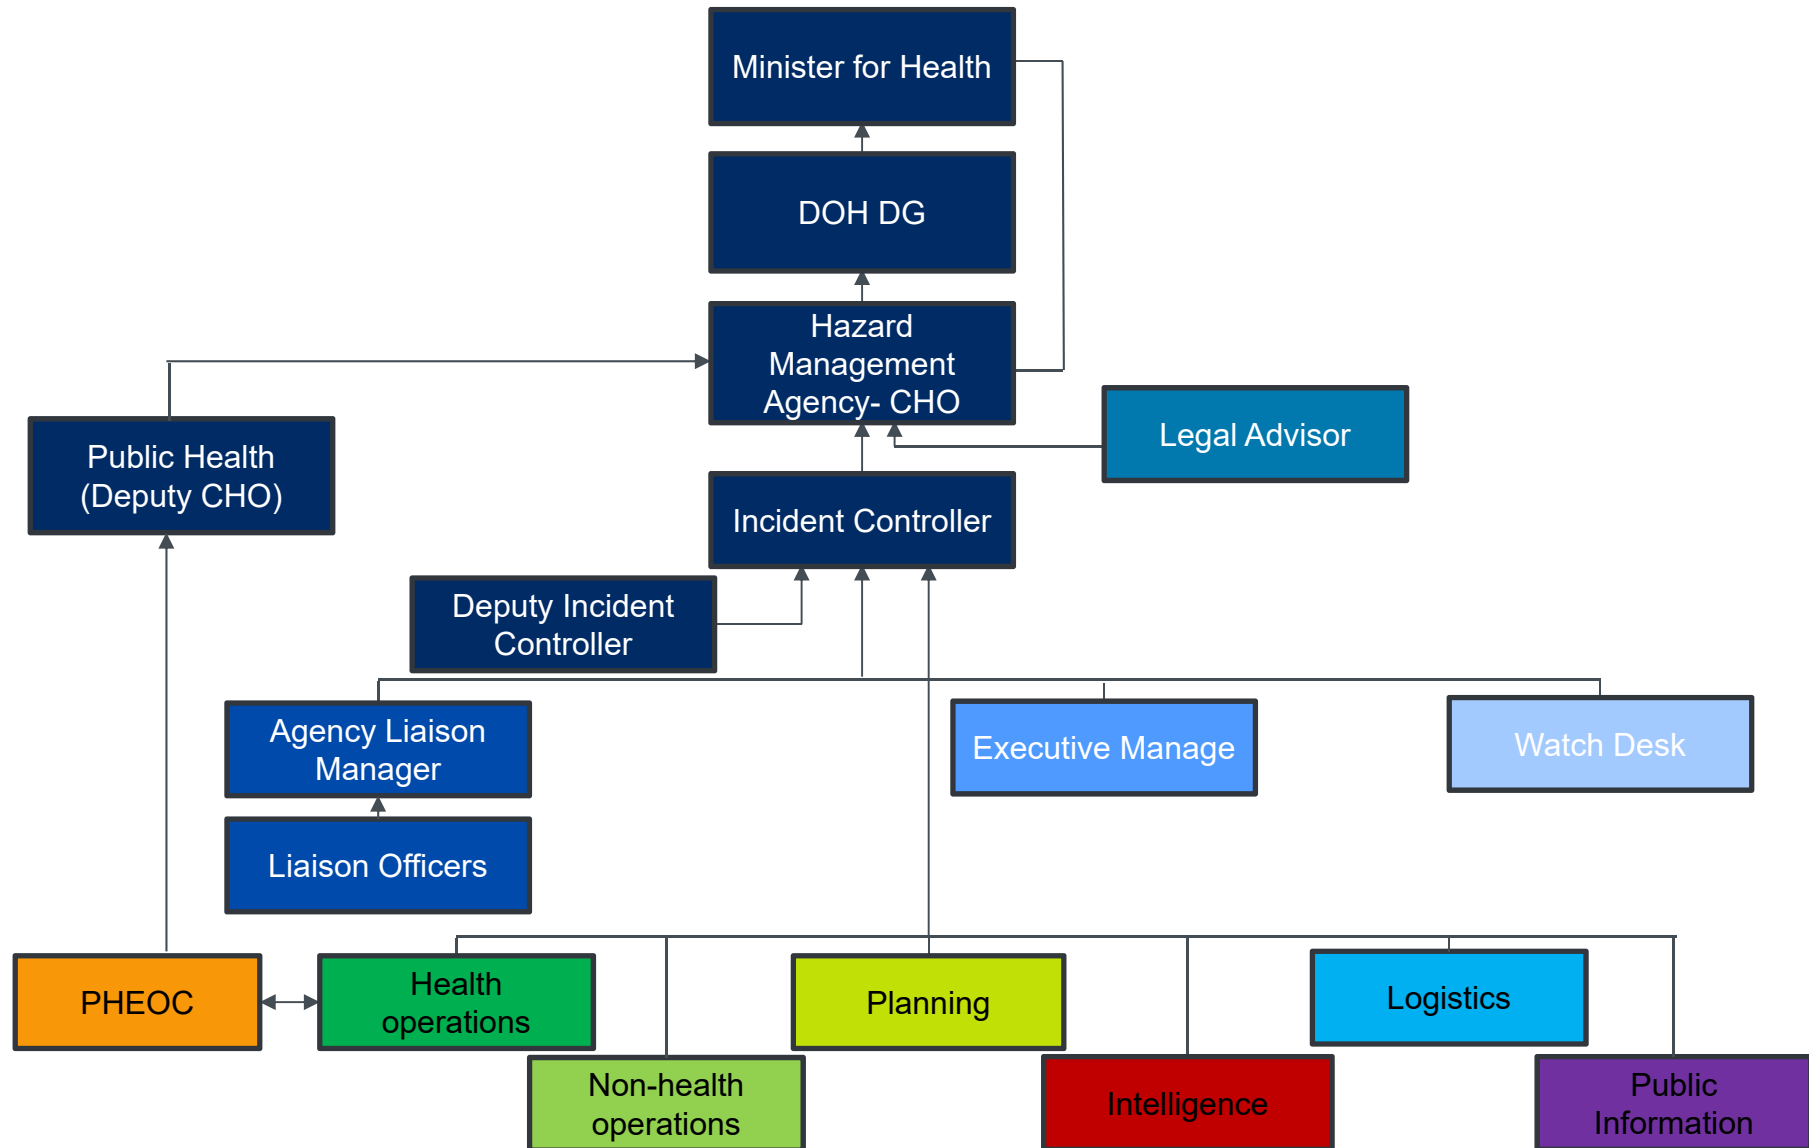 Minister for Health
DOH DG
Hazard
Management
Agency- CHO
Legal Advisor
Public Health
(Deputy CHO)
Incident Controller
Deputy Incident
Controller
Agency Liaison
Manager
Executive Manage
Watch Desk
Liaison Officers
PHEOC
Health
operations
Planning
Logistics
Non-health
operations
Intelligence
Public
Information